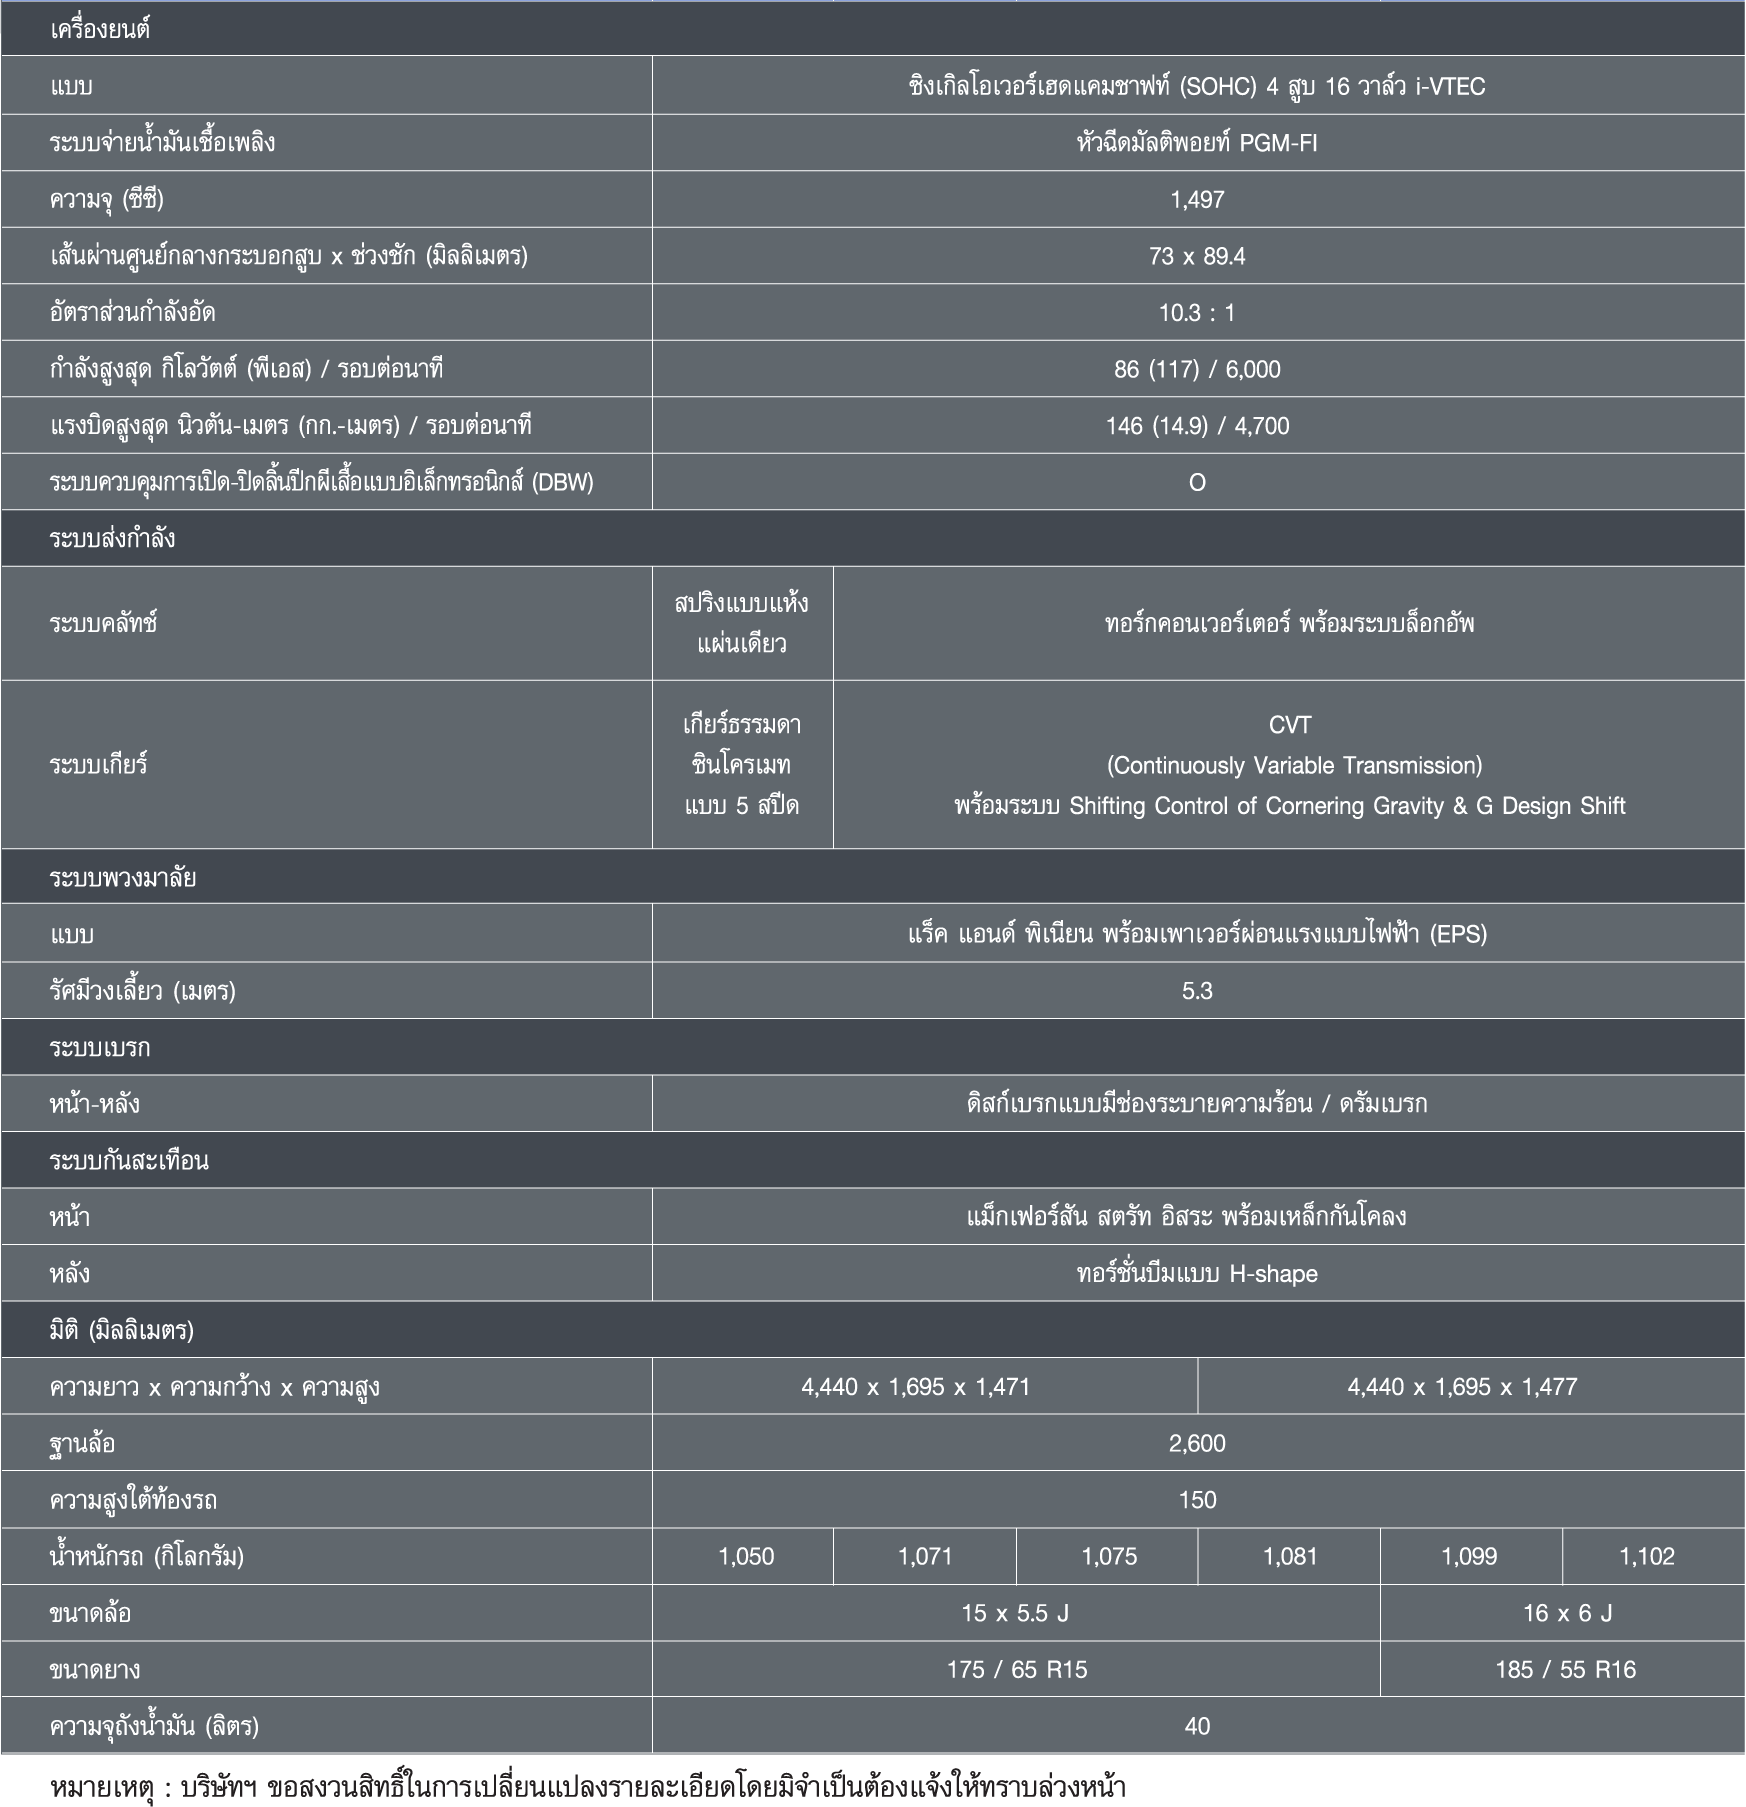 เครื่องยนต์
แบบ ซิงเกิลโอเวอร์เฮดแคมชาฟท์ (SOHC) 4 สูบ 16 วาล์ว i-VTEC
ระบบจ่ายน้ำมันเชื้อเพลิง หัวฉีดมัลติพอยท์ PGM-FI
ความจุ (ซีซี) 1,497
เส้นผ่านศูนย์กลางกระบอกสูบ x ช่วงชัก (มิลลิเมตร) 73 x 89.4
อัตราส่วนกำลังอัด 10.3 : 1
กำลังสูงสุด กิโลวัตต์ (พีเอส) / รอบต่อนาที 86 (117) / 6,000
แรงบิดสูงสุด นิวตัน-เมตร (กก.-เมตร) / รอบต่อนาที 146 (14.9) / 4,700
ระบบควบคุมการเปิด-ปิดลิ้นปีกผีเสื้อแบบอิเล็กทรอนิกส์ (DBW) O
ระบบส่งกำลัง
ระบบคลัทช์
สปริงแบบแห้ง
แผ่นเดียว
ทอร์กคอนเวอร์เตอร์ พร้อมระบบล็อกอัพ
ระบบเกียร์
เกียร์ธรรมดา
ซินโครเมท
แบบ 5 สปีด
CVT
(Continuously Variable Transmission)
พร้อมระบบ Shifting Control of Cornering Gravity & G Design Shift
ระบบพวงมาลัย
แบบ แร็ค แอนด์ พิเนียน พร้อมเพาเวอร์ผ่อนแรงแบบไฟฟ้า (EPS)
รัศมีวงเลี้ยว (เมตร) 5.3
ระบบเบรก
หน้า-หลัง ดิสก์เบรกแบบมีช่องระบายความร้อน / ดรัมเบรก
ระบบกันสะเทือน
หน้า แม็กเฟอร์สัน สตรัท อิสระ พร้อมเหล็กกันโคลง
หลัง ทอร์ชั่นบีมแบบ H-shape
มิติ (มิลลิเมตร)
ความยาว x ความกว้าง x ความสูง 4,440 x 1,695 x 1,471 4,440 x 1,695 x 1,477
ฐานล้อ 2,600
ความสูงใต้ท้องรถ 150
น้ำหนักรถ (กิโลกรัม) 1,050 1,071 1,075 1,081 1,099 1,102
ขนาดล้อ 15 x 5.5 J 16 x 6 J
ขนาดยาง 175 / 65 R15 185 / 55 R16
ความจุถังน้ำมัน (ลิตร) 40
หมายเหตุ : บริษัทฯ ขอสงวนสิทธิ์ในการเปลี่ยนแปลงรายละเอียดโดยมิจำเป็นต้องแจ้งให้ทราบล่วงหน้า